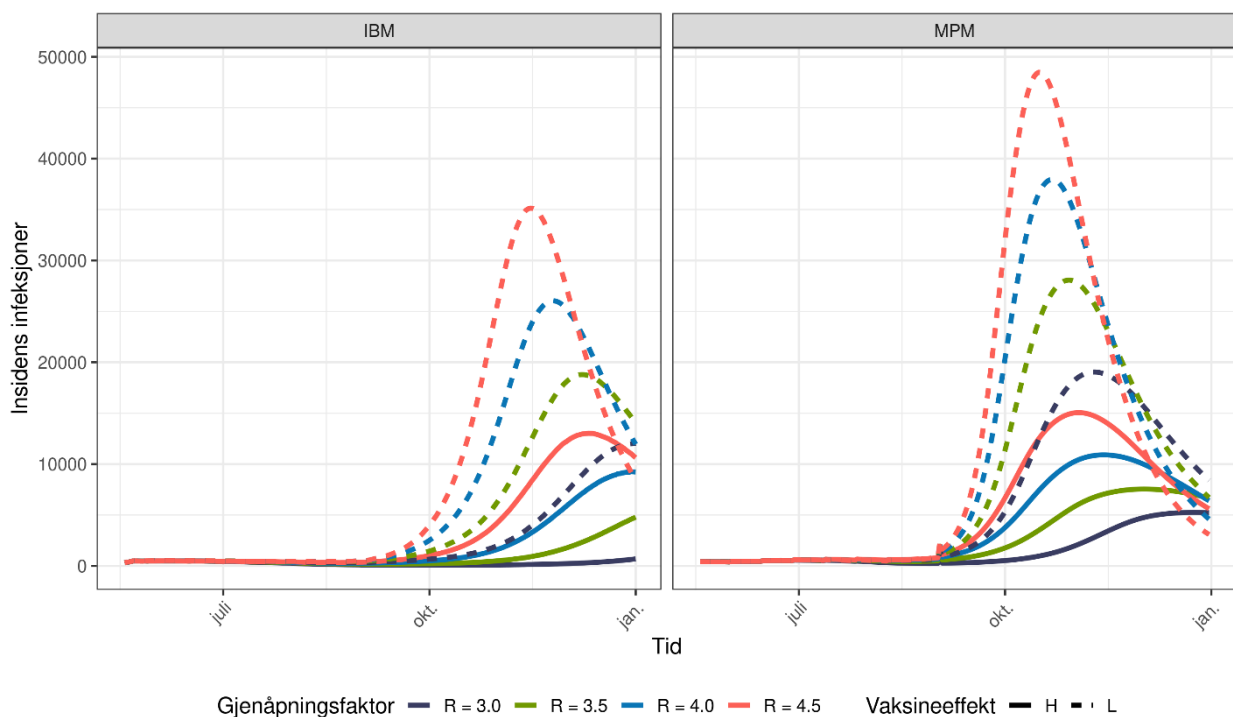 IBM
MPM
Insidens infeksjoner
50000
40000
30000
20000
10000
0
juli
okt.
jan.
juli
okt.
jan.
Tid
Gjenåpningsfaktor R = 3.0 R = 3.5 R = 4.0 R = 4.5 Vaksineeffekt H L